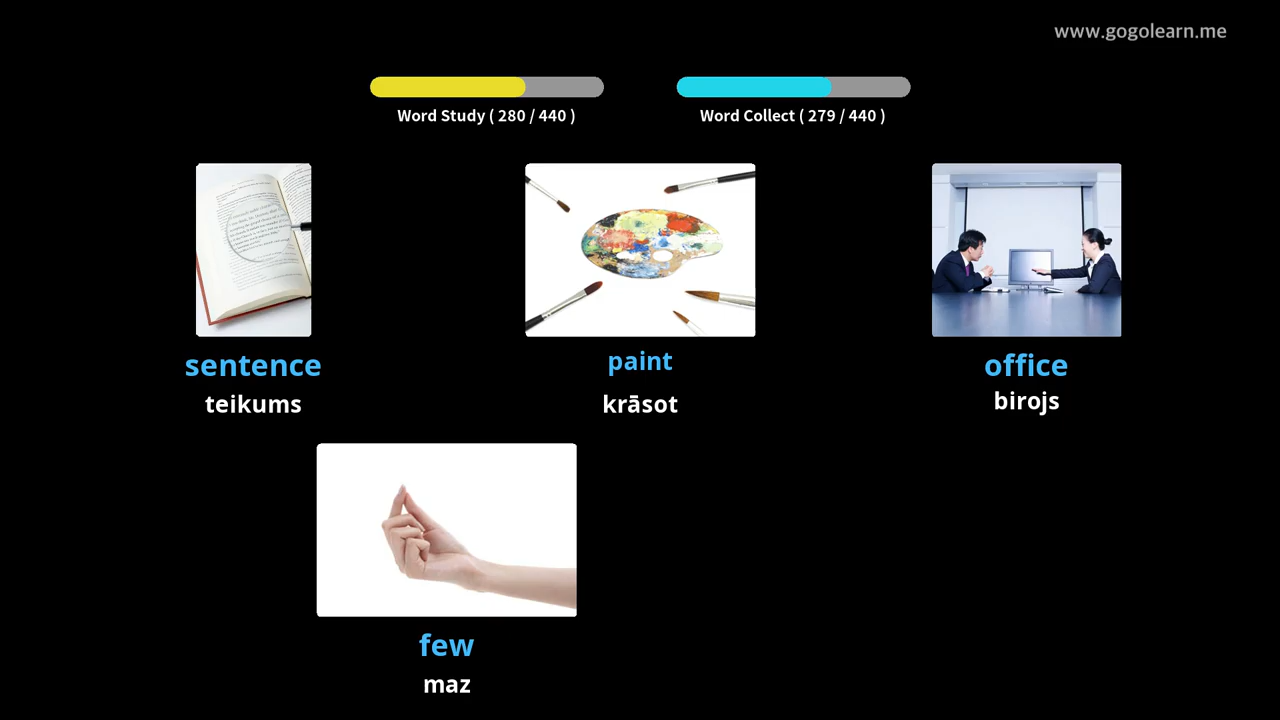 www.gogolearn.me
Word Study ( 280 / 440 )
Word Collect ( 279 / 440 )
sentence
teikums
paint
krāsot
office
birojs
few
maz